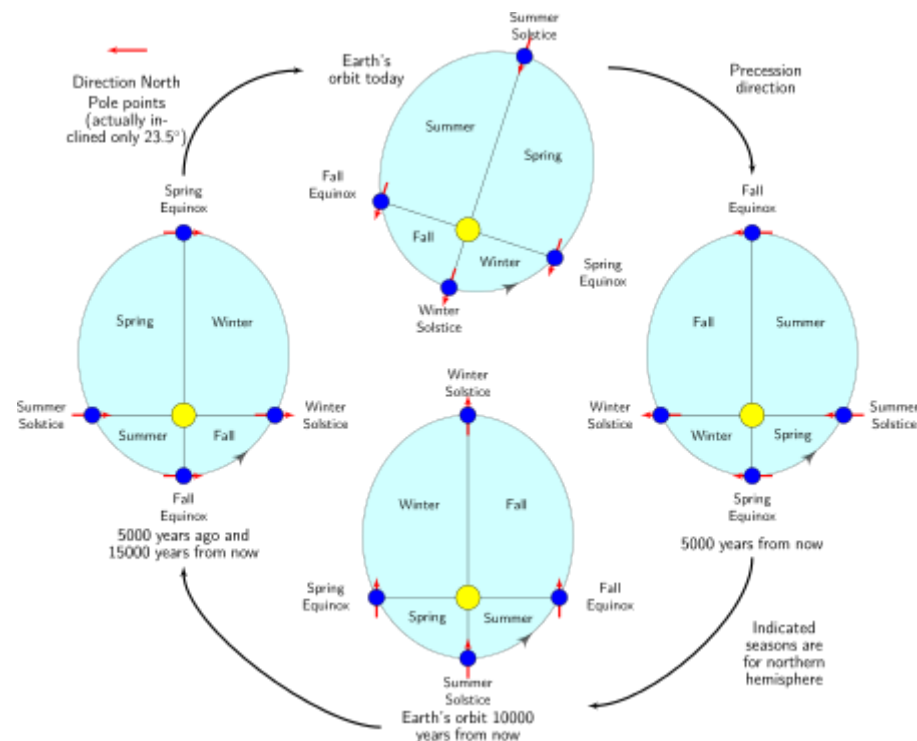 Direction North
Pole points
(actually in-
clined only 23.5°)
Earth's
orbit today
Summer
Solstice
Summer
Spring
Fall
Equinox
Fall
Winter
Spring
Equinox
Winter
Solstice
Precession
direction
Spring
Equinox
Spring
Winter
Summer
Solstice
Winter
Solstice
Summer
Fall
Fall
Equinox
5000 years ago and
15000 years from now
Fall
Equinox
Fall
Summer
Winter
Solstice
Summer
Solstice
Winter
Spring
Spring
Equinox
5000 years from now
Winter
Solstice
Winter
Fall
Spring
Equinox
Fall
Equinox
Spring
Summer
Summer
Solstice
Earth's orbit 10000
years from now
Indicated
seasons are
for northern
hemisphere